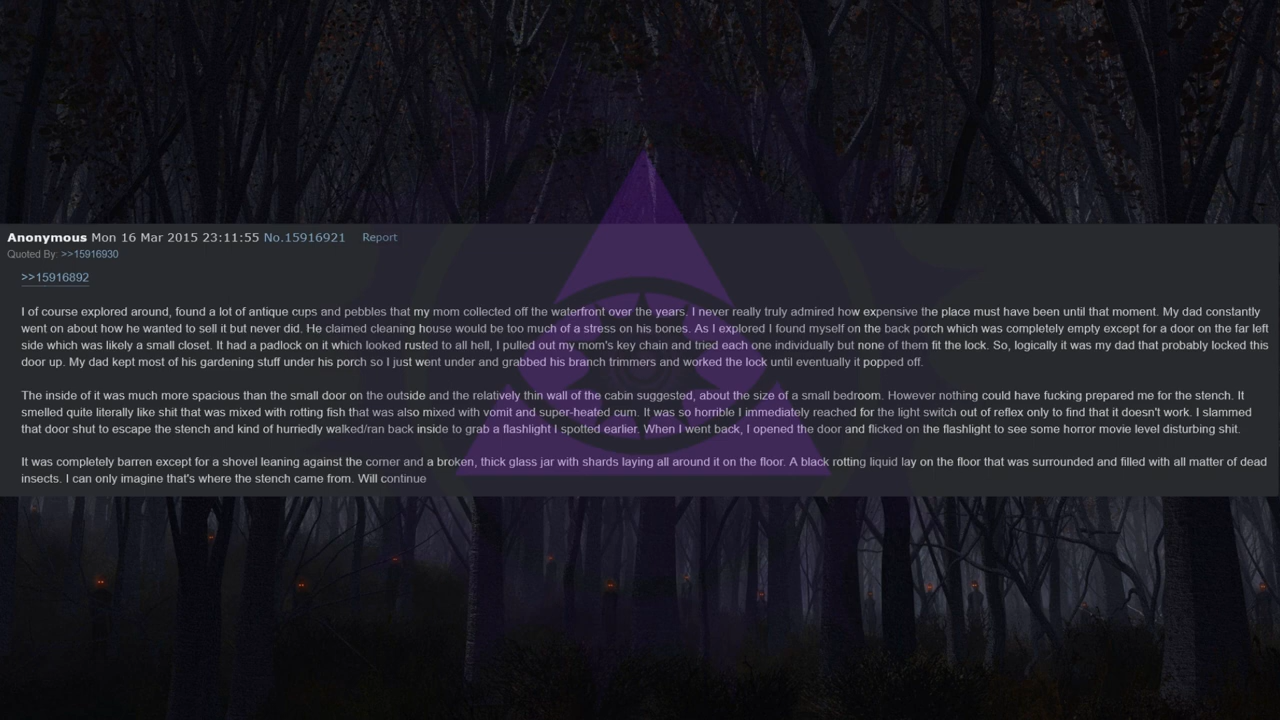 Anonymous Mon 16 Mar 2015 23:11:55 No.15916921 Report
Quoted By: >>15916930
>>15916892
I of course explored around, found a lot of antique cups and pebbles that my mom collected off the waterfront over the years. I never really truly admired how expensive the place must have been until that moment. My dad constantly
went on about how he wanted to sell it but never did. He claimed cleaning house would be too much of a stress on his bones. As I explored I found myself on the back porch which was completely empty except for a door on the far left
side which was likely a small closet. It had a padlock on it which looked rusted to all hell, I pulled out my mom's key chain and tried each one individually but none of them fit the lock. So, logically it was my dad that probably locked this
door up. My dad kept most of his gardening stuff under his porch so I just went under and grabbed his branch trimmers and worked the lock until eventually it popped off.
The inside of it was much more spacious than the small door on the outside and the relatively thin wall of the cabin suggested, about the size of a small bedroom. However nothing could have fucking prepared me for the stench. It
smelled quite literally like shit that was mixed with rotting fish that was also mixed with vomit and super-heated cum. It was so horrible I immediately reached for the light switch out of reflex only to find that it doesn't work. I slammed
that door shut to escape the stench and kind of hurriedly walked/ran back inside to grab a flashlight I spotted earlier. When I went back, I opened the door and flicked on the flashlight to see some horror movie level disturbing shit.
It was completely barren except for a shovel leaning against the corner and a broken, thick glass jar with shards laying all around it on the floor. A black rotting liquid lay on the floor that was surrounded and filled with all matter of dead
insects. I can only imagine that's where the stench came from. Will continue